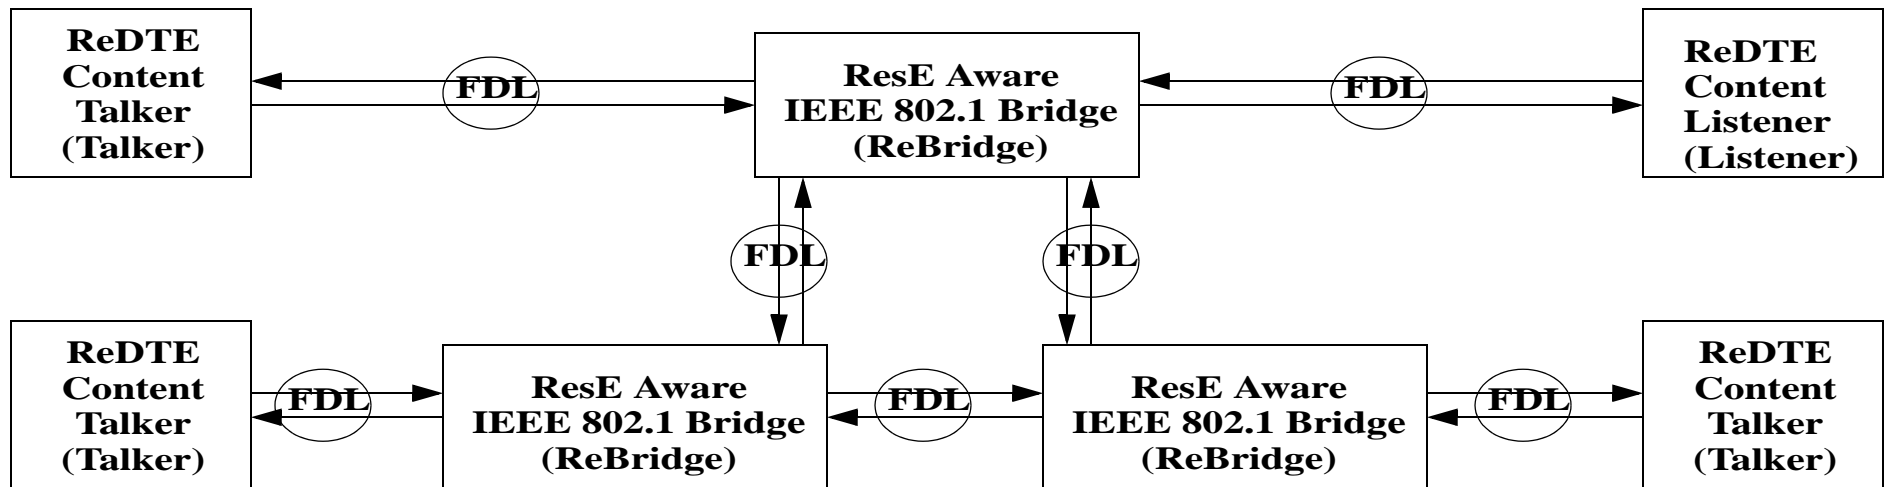 ReDTE
Content
Talker
(Talker)
FDL
ResE Aware
IEEE 802.1 Bridge
(ReBridge)
FDL
ReDTE
Content
Listener
(Listener)
FDL
FDL
ReDTE
Content
Talker
(Talker)
FDL
ResE Aware
IEEE 802.1 Bridge
(ReBridge)
FDL
ResE Aware
IEEE 802.1 Bridge
(ReBridge)
FDL
ReDTE
Content
Talker
(Talker)